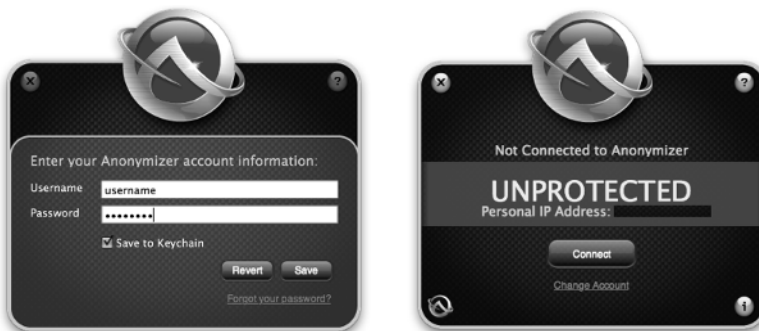 Enter your Anonymizer account information:
Username username
Password ••••••••
Save to Keychain
Revert Save
Forgot your password?
Not Connected to Anonymizer
UNPROTECTED
Personal IP Address:
Connect
Change Account